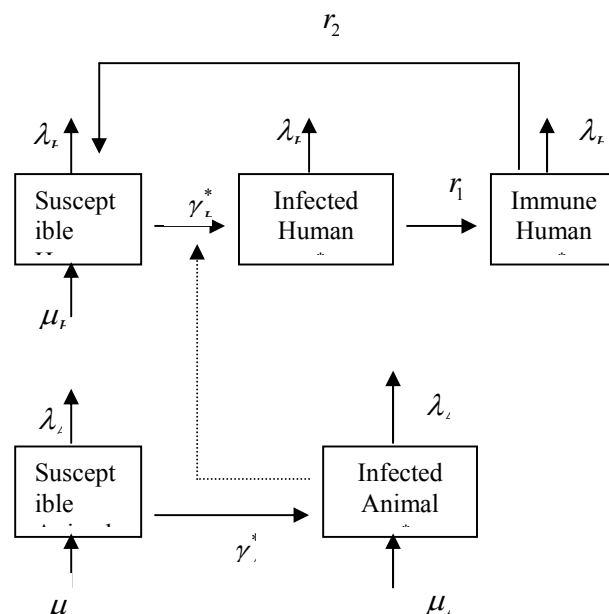 r₂
λ
λ
λ
Suscept
ible
γ*
Infected
Human
*
r₁
Immune
Human
*
μ
λ
λ
Suscept
ible
Infected
Animal
*
γ*
μ
μ